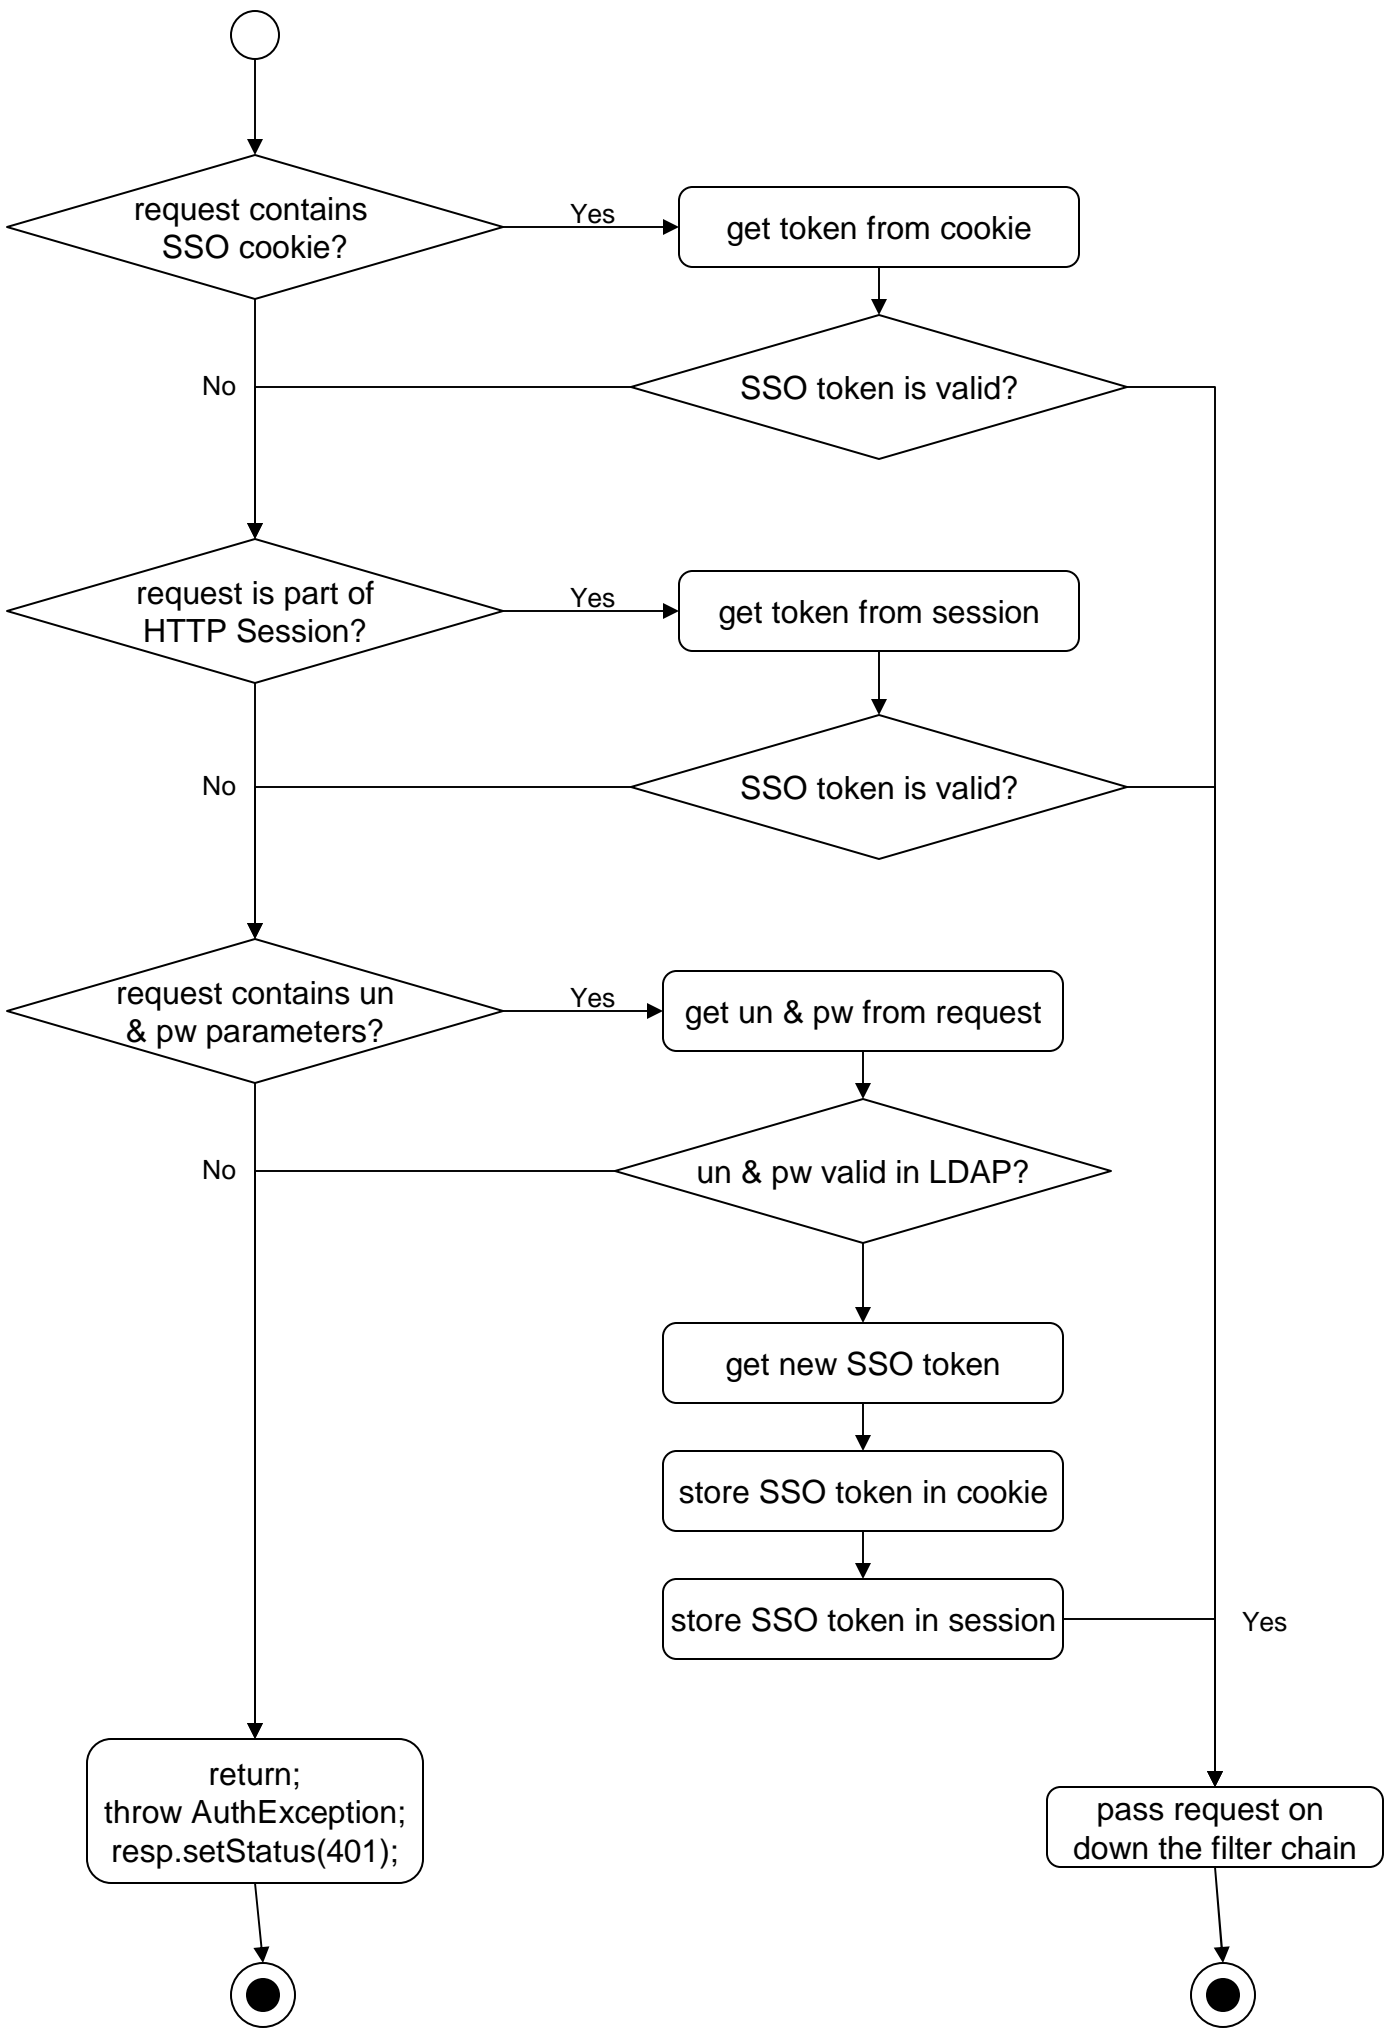 request contains
SSO cookie?
Yes
get token from cookie
No
SSO token is valid?
request is part of
HTTP Session?
Yes
get token from session
No
SSO token is valid?
request contains un
& pw parameters?
Yes
get un & pw from request
No
un & pw valid in LDAP?
get new SSO token
store SSO token in cookie
store SSO token in session
Yes
return;
throw AuthException;
resp.setStatus(401);
pass request on
down the filter chain